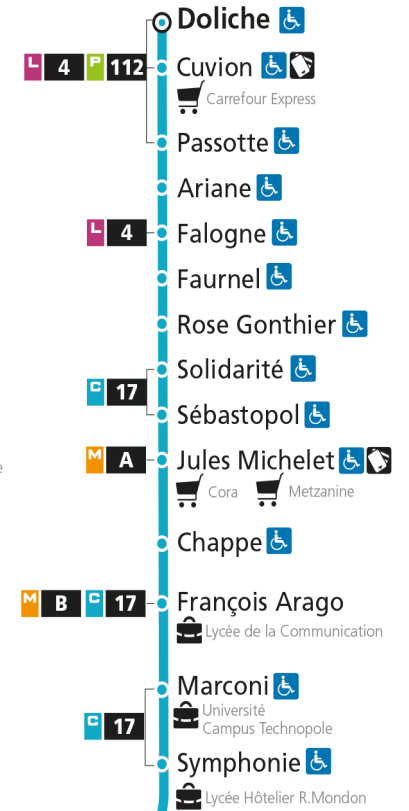 Doliche
L 4 P 112 Cuvion
Carrefour Express
Passotte
Ariane
L 4 Falogne
Faurnel
Rose Gonthier
Solidarité
C 17
Sébastopol
M A Jules Michelet
e
Cora Metzanine
Chappe
M B C 17 François Arago
Lycée de la Communication
Marconi
Université
C 17 Campus Technopole
Symphonie
Lycée Hôtelier R.Mondon